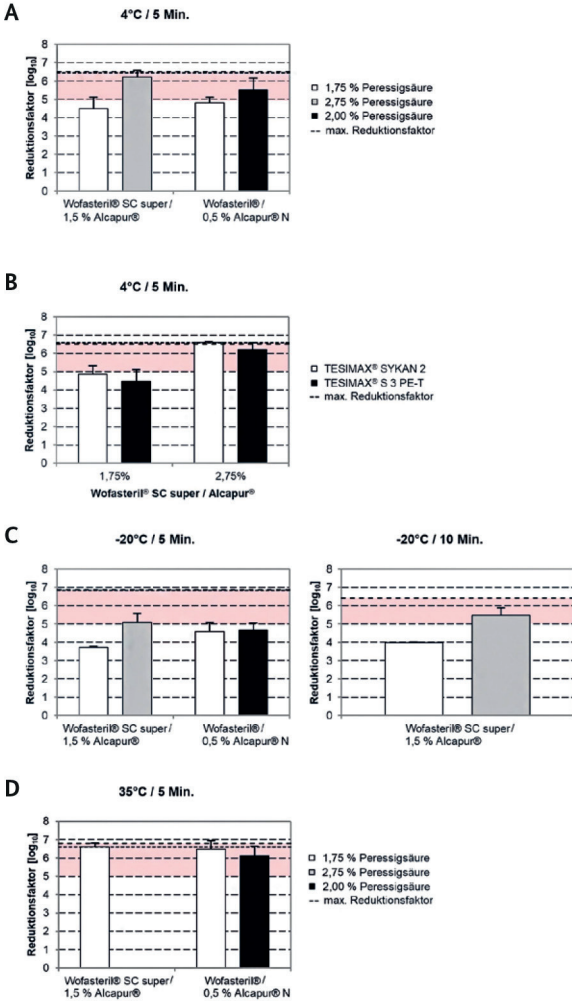 A
4°C / 5 Min.
Reduktionsfaktor [log₁₀]
8
7
6
5
4
3
2
1
0
Wofasteril® SC super /
1,5 % Alcapur®
Wofasteril® /
0,5 % Alcapur® N
1,75 % Peressigsäure
2,75 % Peressigsäure
2,00 % Peressigsäure
max. Reduktionsfaktor
B
4°C / 5 Min.
Reduktionsfaktor [log₁₀]
8
7
6
5
4
3
2
1
0
1,75%
2,75%
Wofasteril® SC super / Alcapur®
TESIMAX® SYKAN 2
TESIMAX® S 3 PE-T
max. Reduktionsfaktor
C
-20°C / 5 Min.
Reduktionsfaktor [log₁₀]
8
7
6
5
4
3
2
1
0
Wofasteril® SC super /
1,5 % Alcapur®
Wofasteril® /
0,5 % Alcapur® N
-20°C / 10 Min.
Reduktionsfaktor [log₁₀]
8
7
6
5
4
3
2
1
0
Wofasteril® SC super /
1,5 % Alcapur®
D
35°C / 5 Min.
Reduktionsfaktor [log₁₀]
8
7
6
5
4
3
2
1
0
Wofasteril® SC super /
1,5 % Alcapur®
Wofasteril® /
0,5 % Alcapur® N
1,75 % Peressigsäure
2,75 % Peressigsäure
2,00 % Peressigsäure
max. Reduktionsfaktor